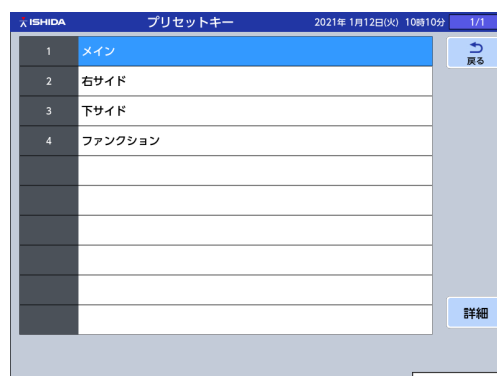 ISHIDA プリセットキー 2021年 1月12日(火) 10時10分 1/1
1 メイン
戻る
2 右サイド
3 下サイド
4 ファンクション
詳細